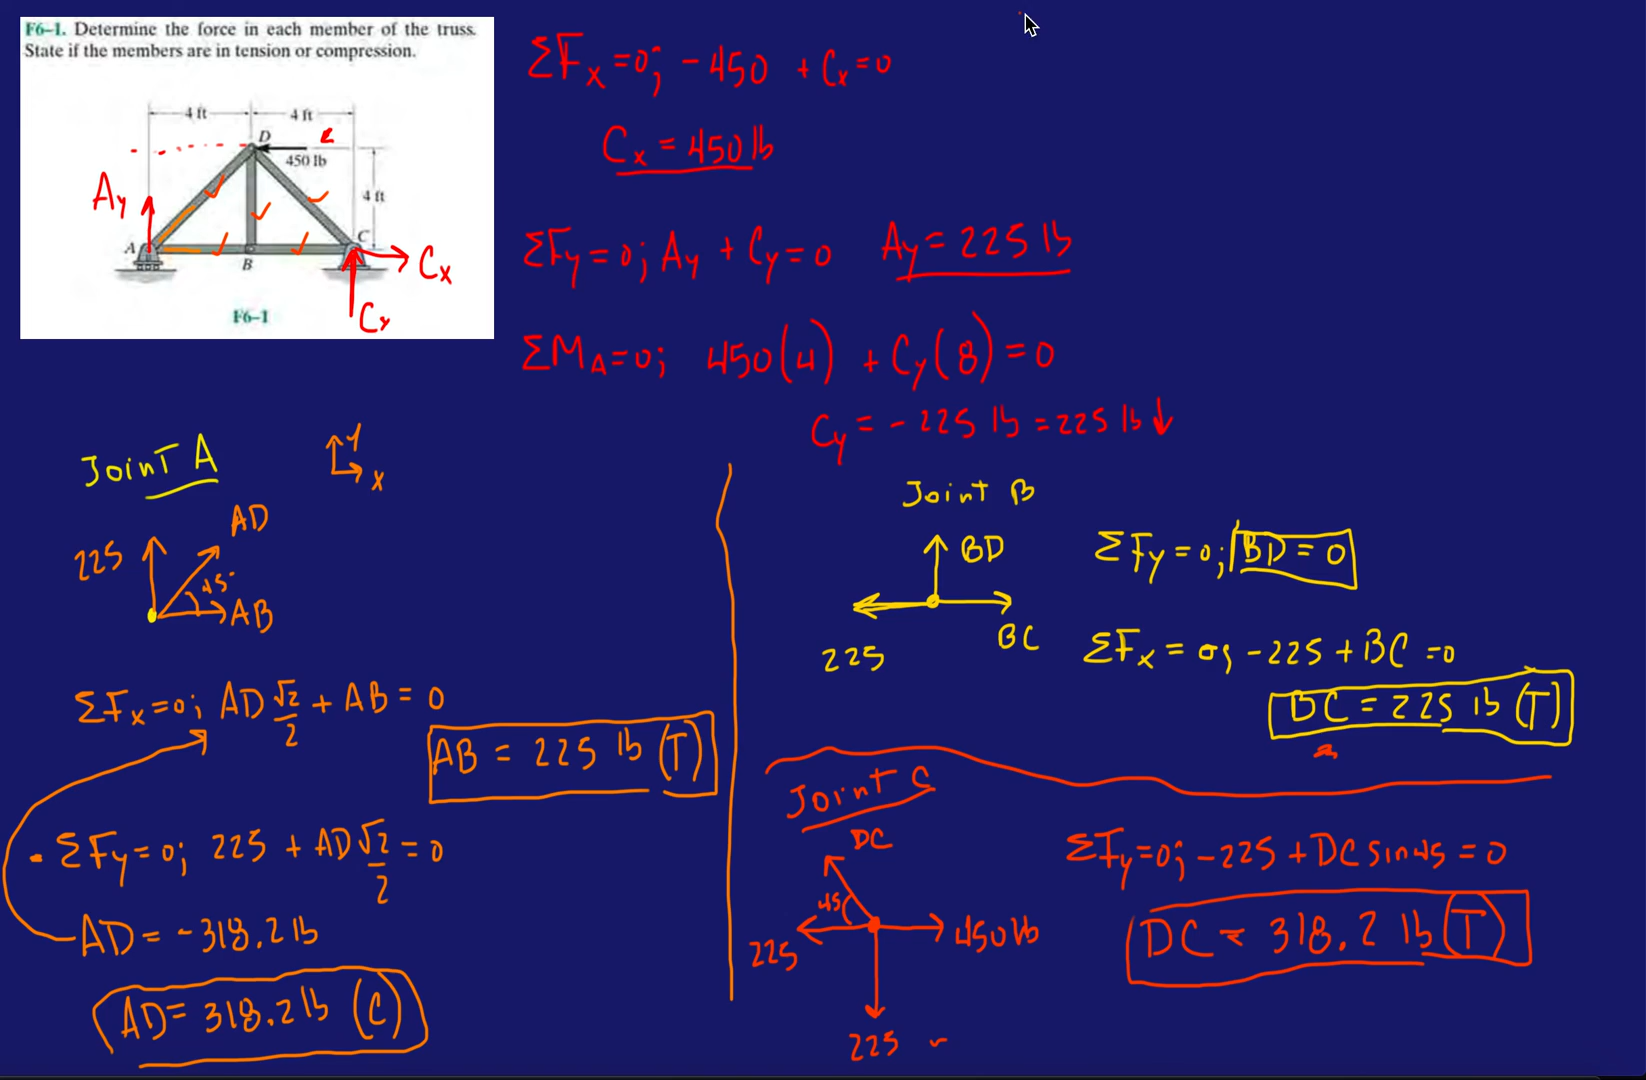 F6–1. Determine the force in each member of the truss.
State if the members are in tension or compression.
4 ft
4 ft
D
450 lb
4 ft
Ay
A
B
C
Cx
Cy
F6–1
ΣFx=0; -450 + Cx=0
Cx = 450 lb
ΣFy=0; Ay + Cy=0 Ay= 225 lb
ΣMA=0; 450(4) + Cy(8)=0
Cy = -225 lb = 225 lb ↓
Joint A
Y
x
225
AD
45°
AB
ΣFx=0; AD √2/2 + AB = 0
AB = 225 lb (T)
ΣFy=0; 225 + AD √2/2 = 0
AD = -318.2 lb
AD= 318.2 lb (C)
Joint B
BD
225
BC
ΣFy=0; BD=0
ΣFx= 0; -225 + BC =0
BC = 225 lb (T)
Joint C
DC
45
225
450 lb
225
ΣFy=0; -225 + DC sin45 = 0
DC = 318.2 lb (T)